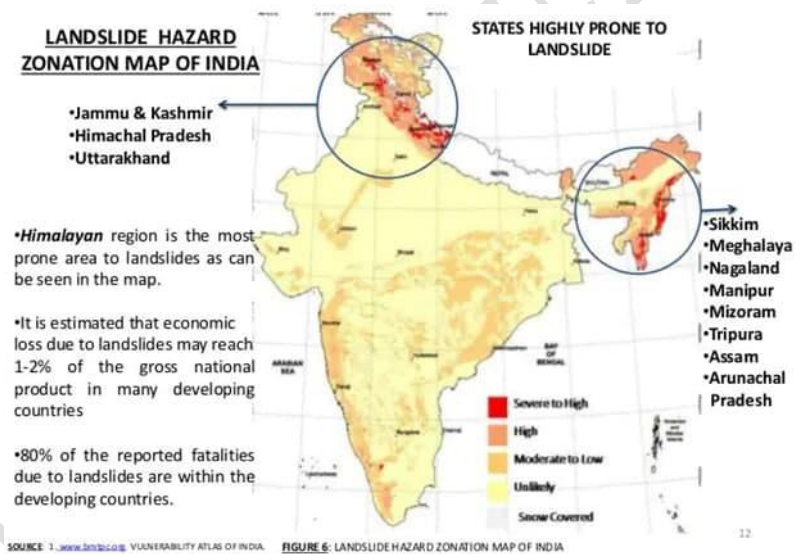 LANDSLIDE HAZARD
ZONATION MAP OF INDIA
STATES HIGHLY PRONE TO
LANDSLIDE
•Jammu & Kashmir
•Himachal Pradesh
•Uttarakhand
•Himalayan region is the most
prone area to landslides as can
be seen in the map.
•It is estimated that economic
loss due to landslides may reach
1-2% of the gross national
product in many developing
countries
•80% of the reported fatalities
due to landslides are within the
developing countries.
•Sikkim
•Meghalaya
•Nagaland
•Manipur
•Mizoram
•Tripura
•Assam
•Arunachal
Pradesh
NEPAL
ARABIAN
SEA
BAY
OF
BENGAL
Severe to High
High
Moderate to Low
Unlikely
Snow Covered
12
SOURCE: 1. www.bmtpc.org, VULNERABILITY ATLAS OF INDIA. FIGURE 6: LANDSLIDE HAZARD ZONATION MAP OF INDIA